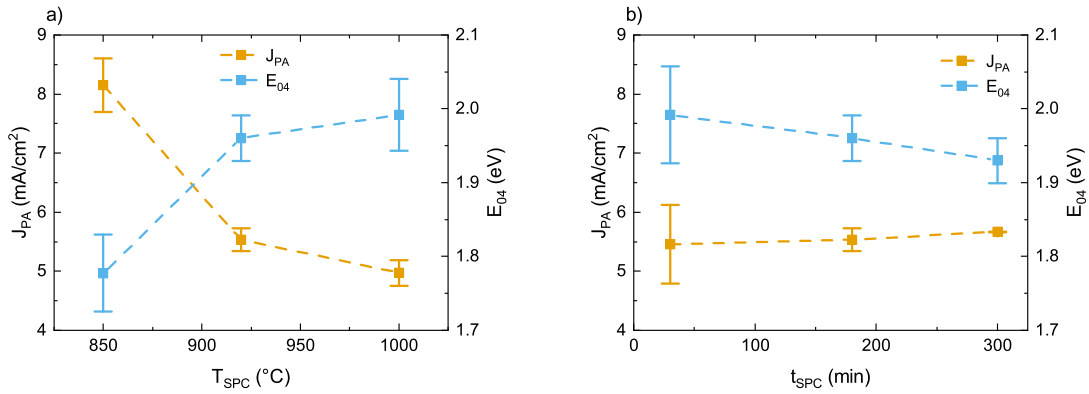 a)
J_PA
E_04
9
8
7
6
5
4
2.1
2.0
1.9
1.8
1.7
850
900
950
1000
J_PA (mA/cm²)
E_04 (eV)
T_SPC (°C)
b)
J_PA
E_04
9
8
7
6
5
4
2.1
2.0
1.9
1.8
1.7
0
100
200
300
J_PA (mA/cm²)
E_04 (eV)
t_SPC (min)